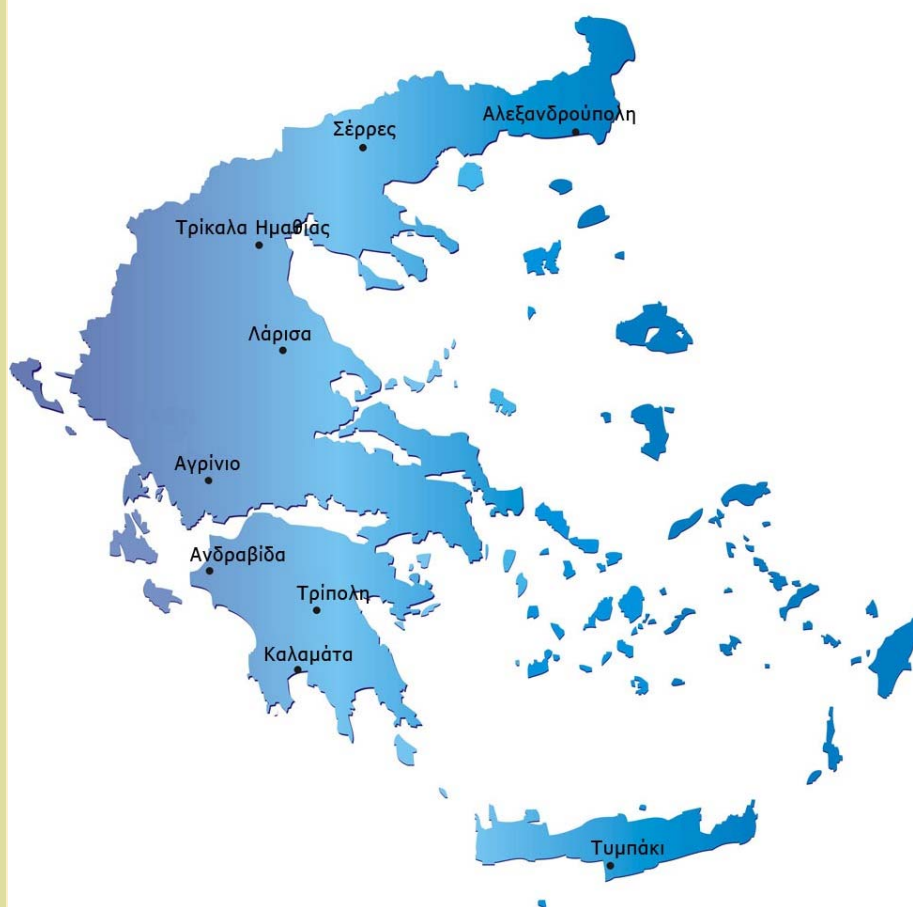 Αλεξανδρούπολη
Σέρρες
Τρίκαλα Ημαθίας
Λάρισα
Αγρίνιο
Ανδραβίδα
Τρίπολη
Καλαμάτα
Τυμπάκι